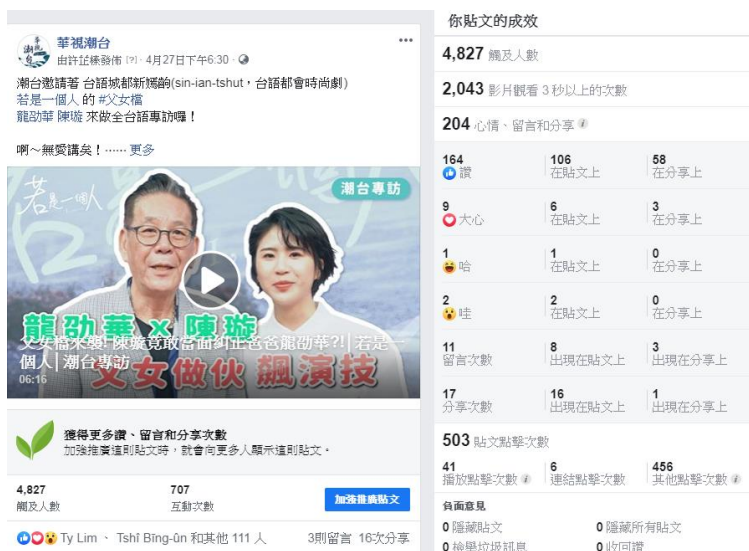 華視潮台
4月27日下午6:30
潮台邀請著 台語城都新媠齣(sin-ian-tshut，台語都會時尚劇)
若是一個人 的 #父女檔
龍劭華 陳璇 來做全台語專訪囉！
啊～無愛講矣！…… 更多
若是一個人
潮台專訪
龍劭華 x 陳璇
父女做伙 飆演技
父女檔來襲! 陳璇竟敢當面糾正爸爸龍劭華?!│若是一
個人│潮台專訪
06:16
獲得更多讚、留言和分享次數
加強推廣這則貼文時，就會向更多人顯示這則貼文。
4,827
觸及人數
707
互動次數
加強推廣貼文
Ty Lim、 Tshî Bīng-ûn 和其他 111 人
3則留言 16次分享
你貼文的成效
4,827 觸及人數
2,043 影片觀看 3 秒以上的次數
204 心情、留言和分享
164 106 58
讚 在貼文上 在分享上
9 6 3
大心 在貼文上 在分享上
1 1 0
哈 在貼文上 在分享上
2 2 0
哇 在貼文上 在分享上
11 8 3
留言次數 出現在貼文上 出現在分享上
17 16 1
分享次數 出現在貼文上 出現在分享上
503 貼文點擊次數
41 6 456
播放點擊次數 連結點擊次數 其他點擊次數
負面意見
0 隱藏貼文 0 隱藏所有貼文
0 檢舉垃圾訊息 0 收回讚